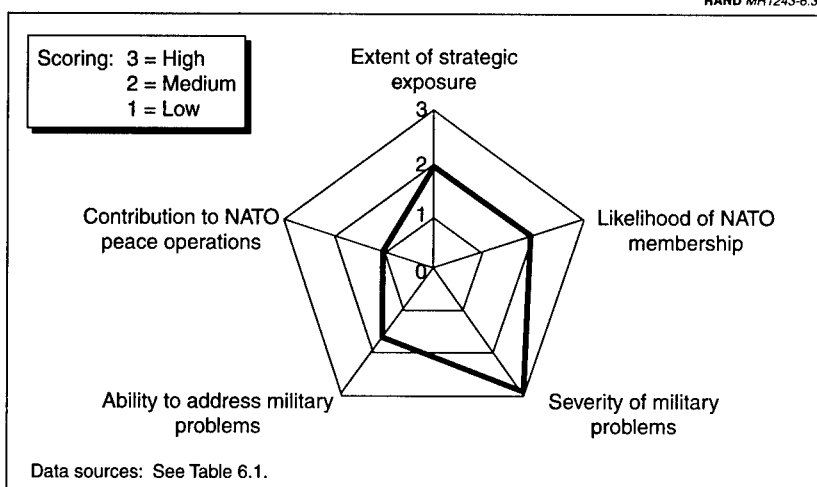 RAND MR1243-6.3
Scoring: 3 = High
2 = Medium
1 = Low
Extent of strategic
exposure
3
2
1
0
Contribution to NATO
peace operations
Likelihood of NATO
membership
Ability to address military
problems
Severity of military
problems
Data sources: See Table 6.1.